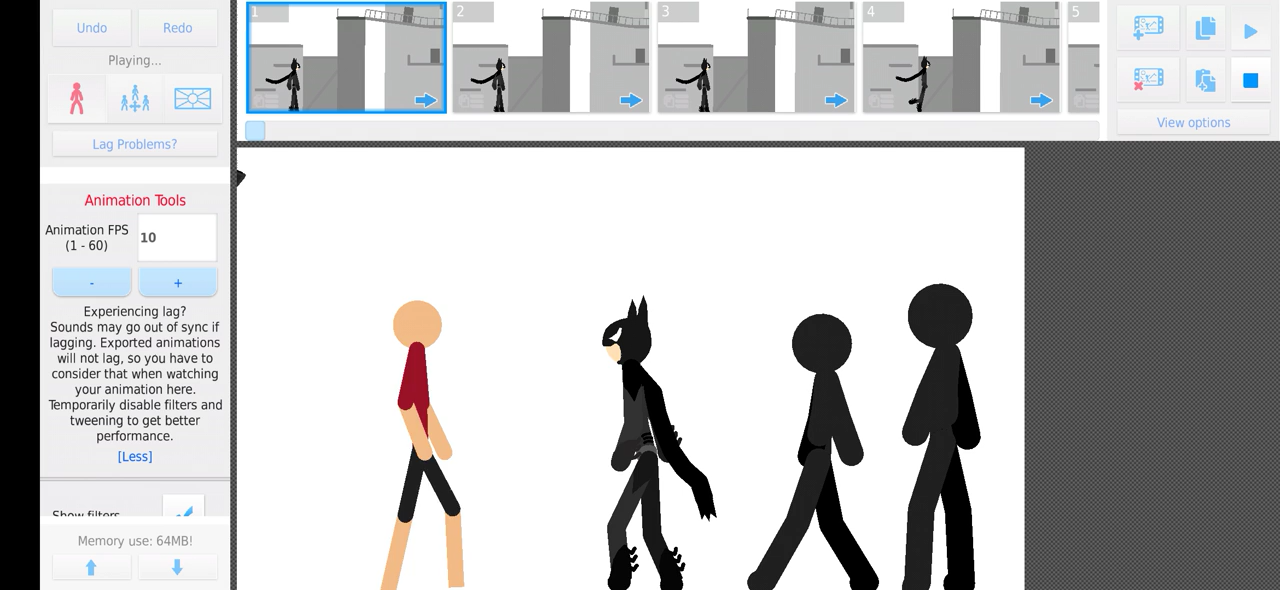 Undo Redo
Playing...
Lag Problems?
Animation Tools
Animation FPS
(1 - 60)
10
- +
Experiencing lag?
Sounds may go out of sync if
lagging. Exported animations
will not lag, so you have to
consider that when watching
your animation here.
Temporarily disable filters and
tweening to get better
performance.
[Less]
Show filters
Memory use: 64MB!
1 2 3 4 5
View options